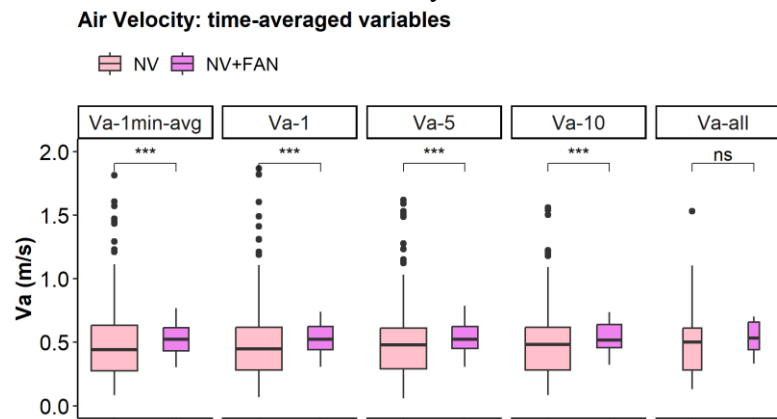 Air Velocity: time-averaged variables
NV NV+FAN
Va-1min-avg Va-1 Va-5 Va-10 Va-all
*** *** *** *** ns
2.0
1.5
1.0
0.5
0.0
Va (m/s)